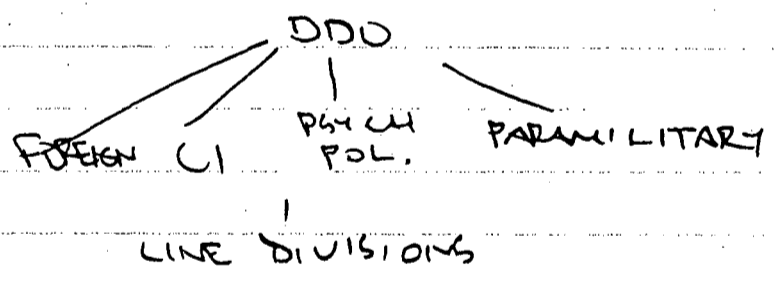 DDO
FOREIGN CI PSYCH PARAMILITARY
POL.
LINE DIVISIONS